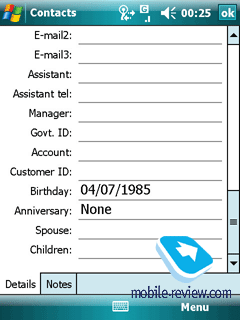 Contacts 00:25 ok
E-mail2:
E-mail3:
Assistant:
Assistant tel:
Manager:
Govt. ID:
Account:
Customer ID:
Birthday: 04/07/1985
Anniversary: None
Spouse:
Children:
Details Notes
mobile-review.com
Menu